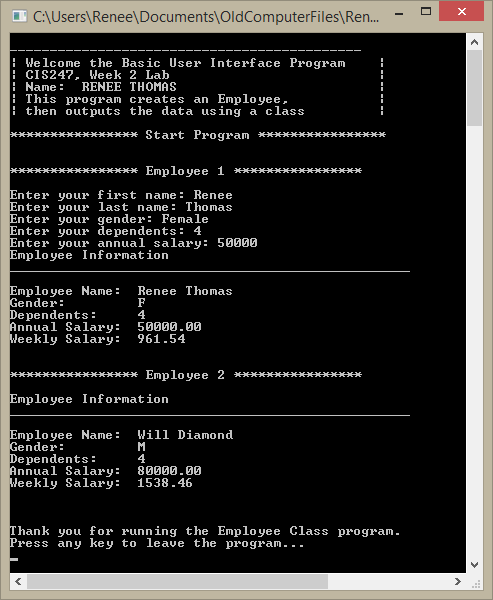 C:\Users\Renee\Documents\OldComputerFiles\Ren...
| Welcome the Basic User Interface Program |
| CIS247, Week 2 Lab |
| Name: RENEE THOMAS |
| This program creates an Employee, |
| then outputs the data using a class |
**************** Start Program ****************
**************** Employee 1 ****************
Enter your first name: Renee
Enter your last name: Thomas
Enter your gender: Female
Enter your dependents: 4
Enter your annual salary: 50000
Employee Information
Employee Name: Renee Thomas
Gender: F
Dependents: 4
Annual Salary: 50000.00
Weekly Salary: 961.54
**************** Employee 2 ****************
Employee Information
Employee Name: Will Diamond
Gender: M
Dependents: 4
Annual Salary: 80000.00
Weekly Salary: 1538.46
Thank you for running the Employee Class program.
Press any key to leave the program...